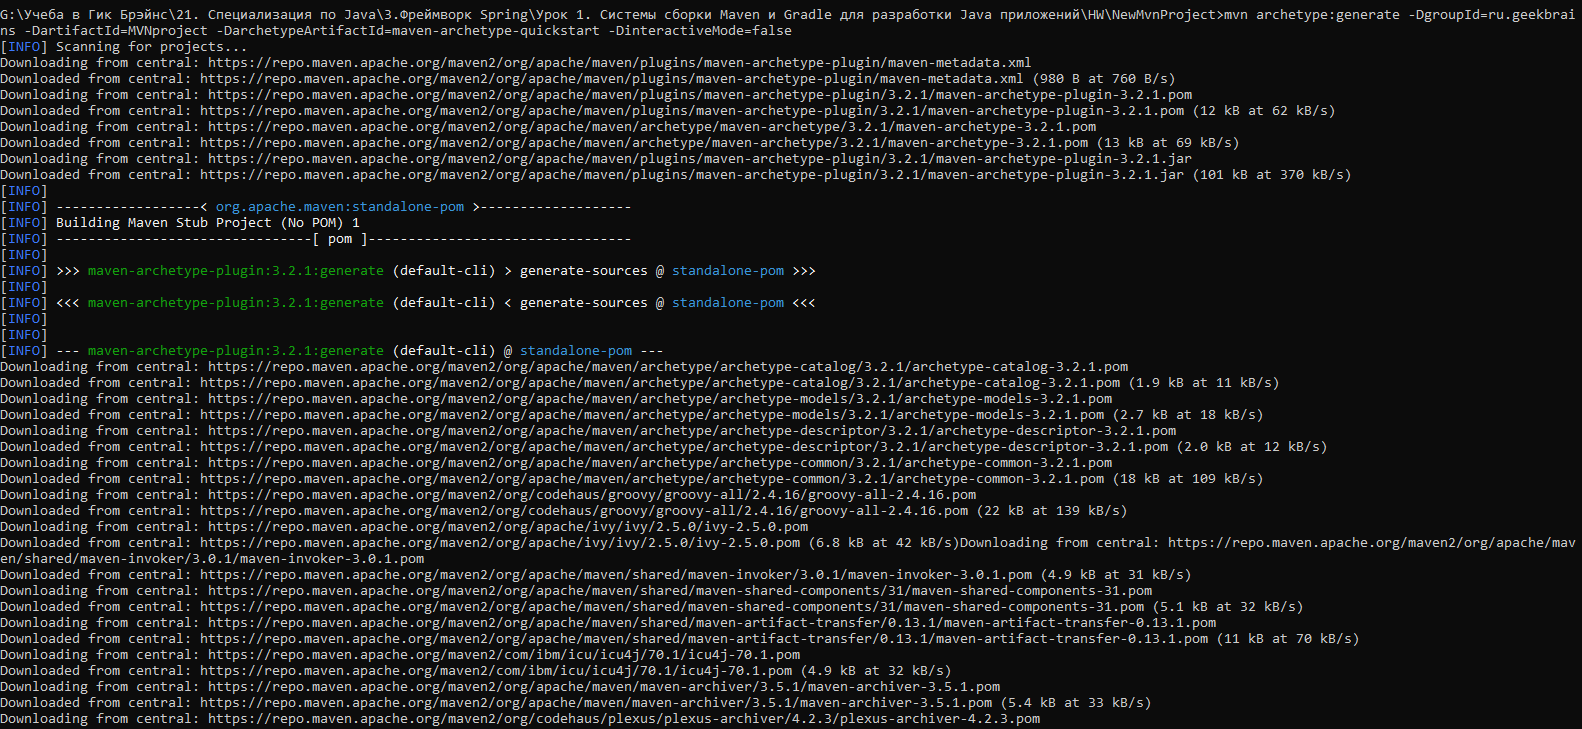 G:\Учеба в Гик Брэйнс\21. Специализация по Java\3.Фреймворк Spring\Урок 1. Системы сборки Maven и Gradle для разработки Java приложений\HW\NewMvnProject>mvn archetype:generate -DgroupId=ru.geekbrai
ns -DartifactId=MVNproject -DarchetypeArtifactId=maven-archetype-quickstart -DinteractiveMode=false
[INFO] Scanning for projects...
Downloading from central: https://repo.maven.apache.org/maven2/org/apache/maven/plugins/maven-archetype-plugin/maven-metadata.xml
Downloaded from central: https://repo.maven.apache.org/maven2/org/apache/maven/plugins/maven-archetype-plugin/maven-metadata.xml (980 B at 760 B/s)
Downloading from central: https://repo.maven.apache.org/maven2/org/apache/maven/plugins/maven-archetype-plugin/3.2.1/maven-archetype-plugin-3.2.1.pom
Downloaded from central: https://repo.maven.apache.org/maven2/org/apache/maven/plugins/maven-archetype-plugin/3.2.1/maven-archetype-plugin-3.2.1.pom (12 kB at 62 kB/s)
Downloading from central: https://repo.maven.apache.org/maven2/org/apache/maven/archetype/maven-archetype/3.2.1/maven-archetype-3.2.1.pom
Downloaded from central: https://repo.maven.apache.org/maven2/org/apache/maven/archetype/maven-archetype/3.2.1/maven-archetype-3.2.1.pom (13 kB at 69 kB/s)
Downloading from central: https://repo.maven.apache.org/maven2/org/apache/maven/plugins/maven-archetype-plugin/3.2.1/maven-archetype-plugin-3.2.1.jar
Downloaded from central: https://repo.maven.apache.org/maven2/org/apache/maven/plugins/maven-archetype-plugin/3.2.1/maven-archetype-plugin-3.2.1.jar (101 kB at 370 kB/s)
[INFO]
[INFO] ------------------< org.apache.maven:standalone-pom >-------------------
[INFO] Building Maven Stub Project (No POM) 1
[INFO] --------------------------------[ pom ]---------------------------------
[INFO]
[INFO] >>> maven-archetype-plugin:3.2.1:generate (default-cli) > generate-sources @ standalone-pom >>>
[INFO]
[INFO] <<< maven-archetype-plugin:3.2.1:generate (default-cli) < generate-sources @ standalone-pom <<<
[INFO]
[INFO]
[INFO] --- maven-archetype-plugin:3.2.1:generate (default-cli) @ standalone-pom ---
Downloading from central: https://repo.maven.apache.org/maven2/org/apache/maven/archetype/archetype-catalog/3.2.1/archetype-catalog-3.2.1.pom
Downloaded from central: https://repo.maven.apache.org/maven2/org/apache/maven/archetype/archetype-catalog/3.2.1/archetype-catalog-3.2.1.pom (1.9 kB at 11 kB/s)
Downloading from central: https://repo.maven.apache.org/maven2/org/apache/maven/archetype/archetype-models/3.2.1/archetype-models-3.2.1.pom
Downloaded from central: https://repo.maven.apache.org/maven2/org/apache/maven/archetype/archetype-models/3.2.1/archetype-models-3.2.1.pom (2.7 kB at 18 kB/s)
Downloading from central: https://repo.maven.apache.org/maven2/org/apache/maven/archetype/archetype-descriptor/3.2.1/archetype-descriptor-3.2.1.pom
Downloaded from central: https://repo.maven.apache.org/maven2/org/apache/maven/archetype/archetype-descriptor/3.2.1/archetype-descriptor-3.2.1.pom (2.0 kB at 12 kB/s)
Downloading from central: https://repo.maven.apache.org/maven2/org/apache/maven/archetype/archetype-common/3.2.1/archetype-common-3.2.1.pom
Downloaded from central: https://repo.maven.apache.org/maven2/org/apache/maven/archetype/archetype-common/3.2.1/archetype-common-3.2.1.pom (18 kB at 109 kB/s)
Downloading from central: https://repo.maven.apache.org/maven2/org/codehaus/groovy/groovy-all/2.4.16/groovy-all-2.4.16.pom
Downloaded from central: https://repo.maven.apache.org/maven2/org/codehaus/groovy/groovy-all/2.4.16/groovy-all-2.4.16.pom (22 kB at 139 kB/s)
Downloading from central: https://repo.maven.apache.org/maven2/org/apache/ivy/ivy/2.5.0/ivy-2.5.0.pom
Downloaded from central: https://repo.maven.apache.org/maven2/org/apache/ivy/ivy/2.5.0/ivy-2.5.0.pom (6.8 kB at 42 kB/s)Downloading from central: https://repo.maven.apache.org/maven2/org/apache/mav
en/shared/maven-invoker/3.0.1/maven-invoker-3.0.1.pom
Downloaded from central: https://repo.maven.apache.org/maven2/org/apache/maven/shared/maven-invoker/3.0.1/maven-invoker-3.0.1.pom (4.9 kB at 31 kB/s)
Downloading from central: https://repo.maven.apache.org/maven2/org/apache/maven/shared/maven-shared-components/31/maven-shared-components-31.pom
Downloaded from central: https://repo.maven.apache.org/maven2/org/apache/maven/shared/maven-shared-components/31/maven-shared-components-31.pom (5.1 kB at 32 kB/s)
Downloading from central: https://repo.maven.apache.org/maven2/org/apache/maven/shared/maven-artifact-transfer/0.13.1/maven-artifact-transfer-0.13.1.pom
Downloaded from central: https://repo.maven.apache.org/maven2/org/apache/maven/shared/maven-artifact-transfer/0.13.1/maven-artifact-transfer-0.13.1.pom (11 kB at 70 kB/s)
Downloading from central: https://repo.maven.apache.org/maven2/com/ibm/icu/icu4j/70.1/icu4j-70.1.pom
Downloaded from central: https://repo.maven.apache.org/maven2/com/ibm/icu/icu4j/70.1/icu4j-70.1.pom (4.9 kB at 32 kB/s)
Downloading from central: https://repo.maven.apache.org/maven2/org/apache/maven/maven-archiver/3.5.1/maven-archiver-3.5.1.pom
Downloaded from central: https://repo.maven.apache.org/maven2/org/apache/maven/maven-archiver/3.5.1/maven-archiver-3.5.1.pom (5.4 kB at 33 kB/s)
Downloading from central: https://repo.maven.apache.org/maven2/org/codehaus/plexus/plexus-archiver/4.2.3/plexus-archiver-4.2.3.pom